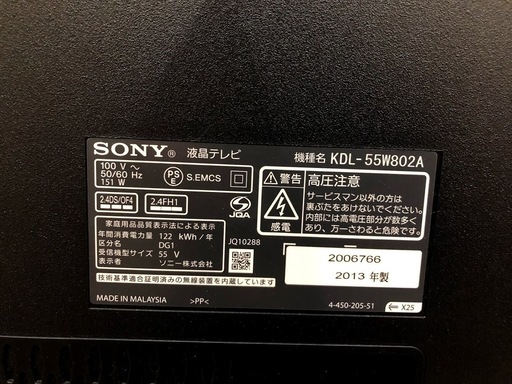 SONY® 液晶テレビ
機種名 KDL-55W802A
100 V ～
50/60 Hz
151 W
PS
E
S.EMCS
2.4DS/OF4
2.4FH1
JQA
家庭用品品質表示法による表示
年間消費電力量 122 kWh/年
区分 DG1
受信機型サイズ 55 V
表示者 ソニー株式会社
JQ10288
技術基準適合証明済みの無線装置を内蔵しています。
MADE IN MALAYSIA >PP<
警告 高圧注意
感電
サービスマン以外の方は
裏ぶたをあけないでください。
内部には高電圧部分が数多く
あり、万一さわると危険です。
2006766
2013 年製
4-450-205-51
X25